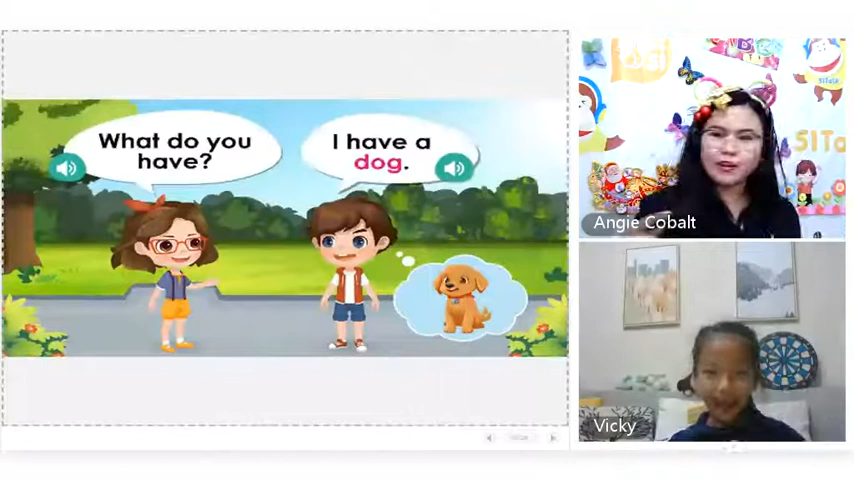 What do you
have?
I have a
dog.
Angie Cobalt
Vicky